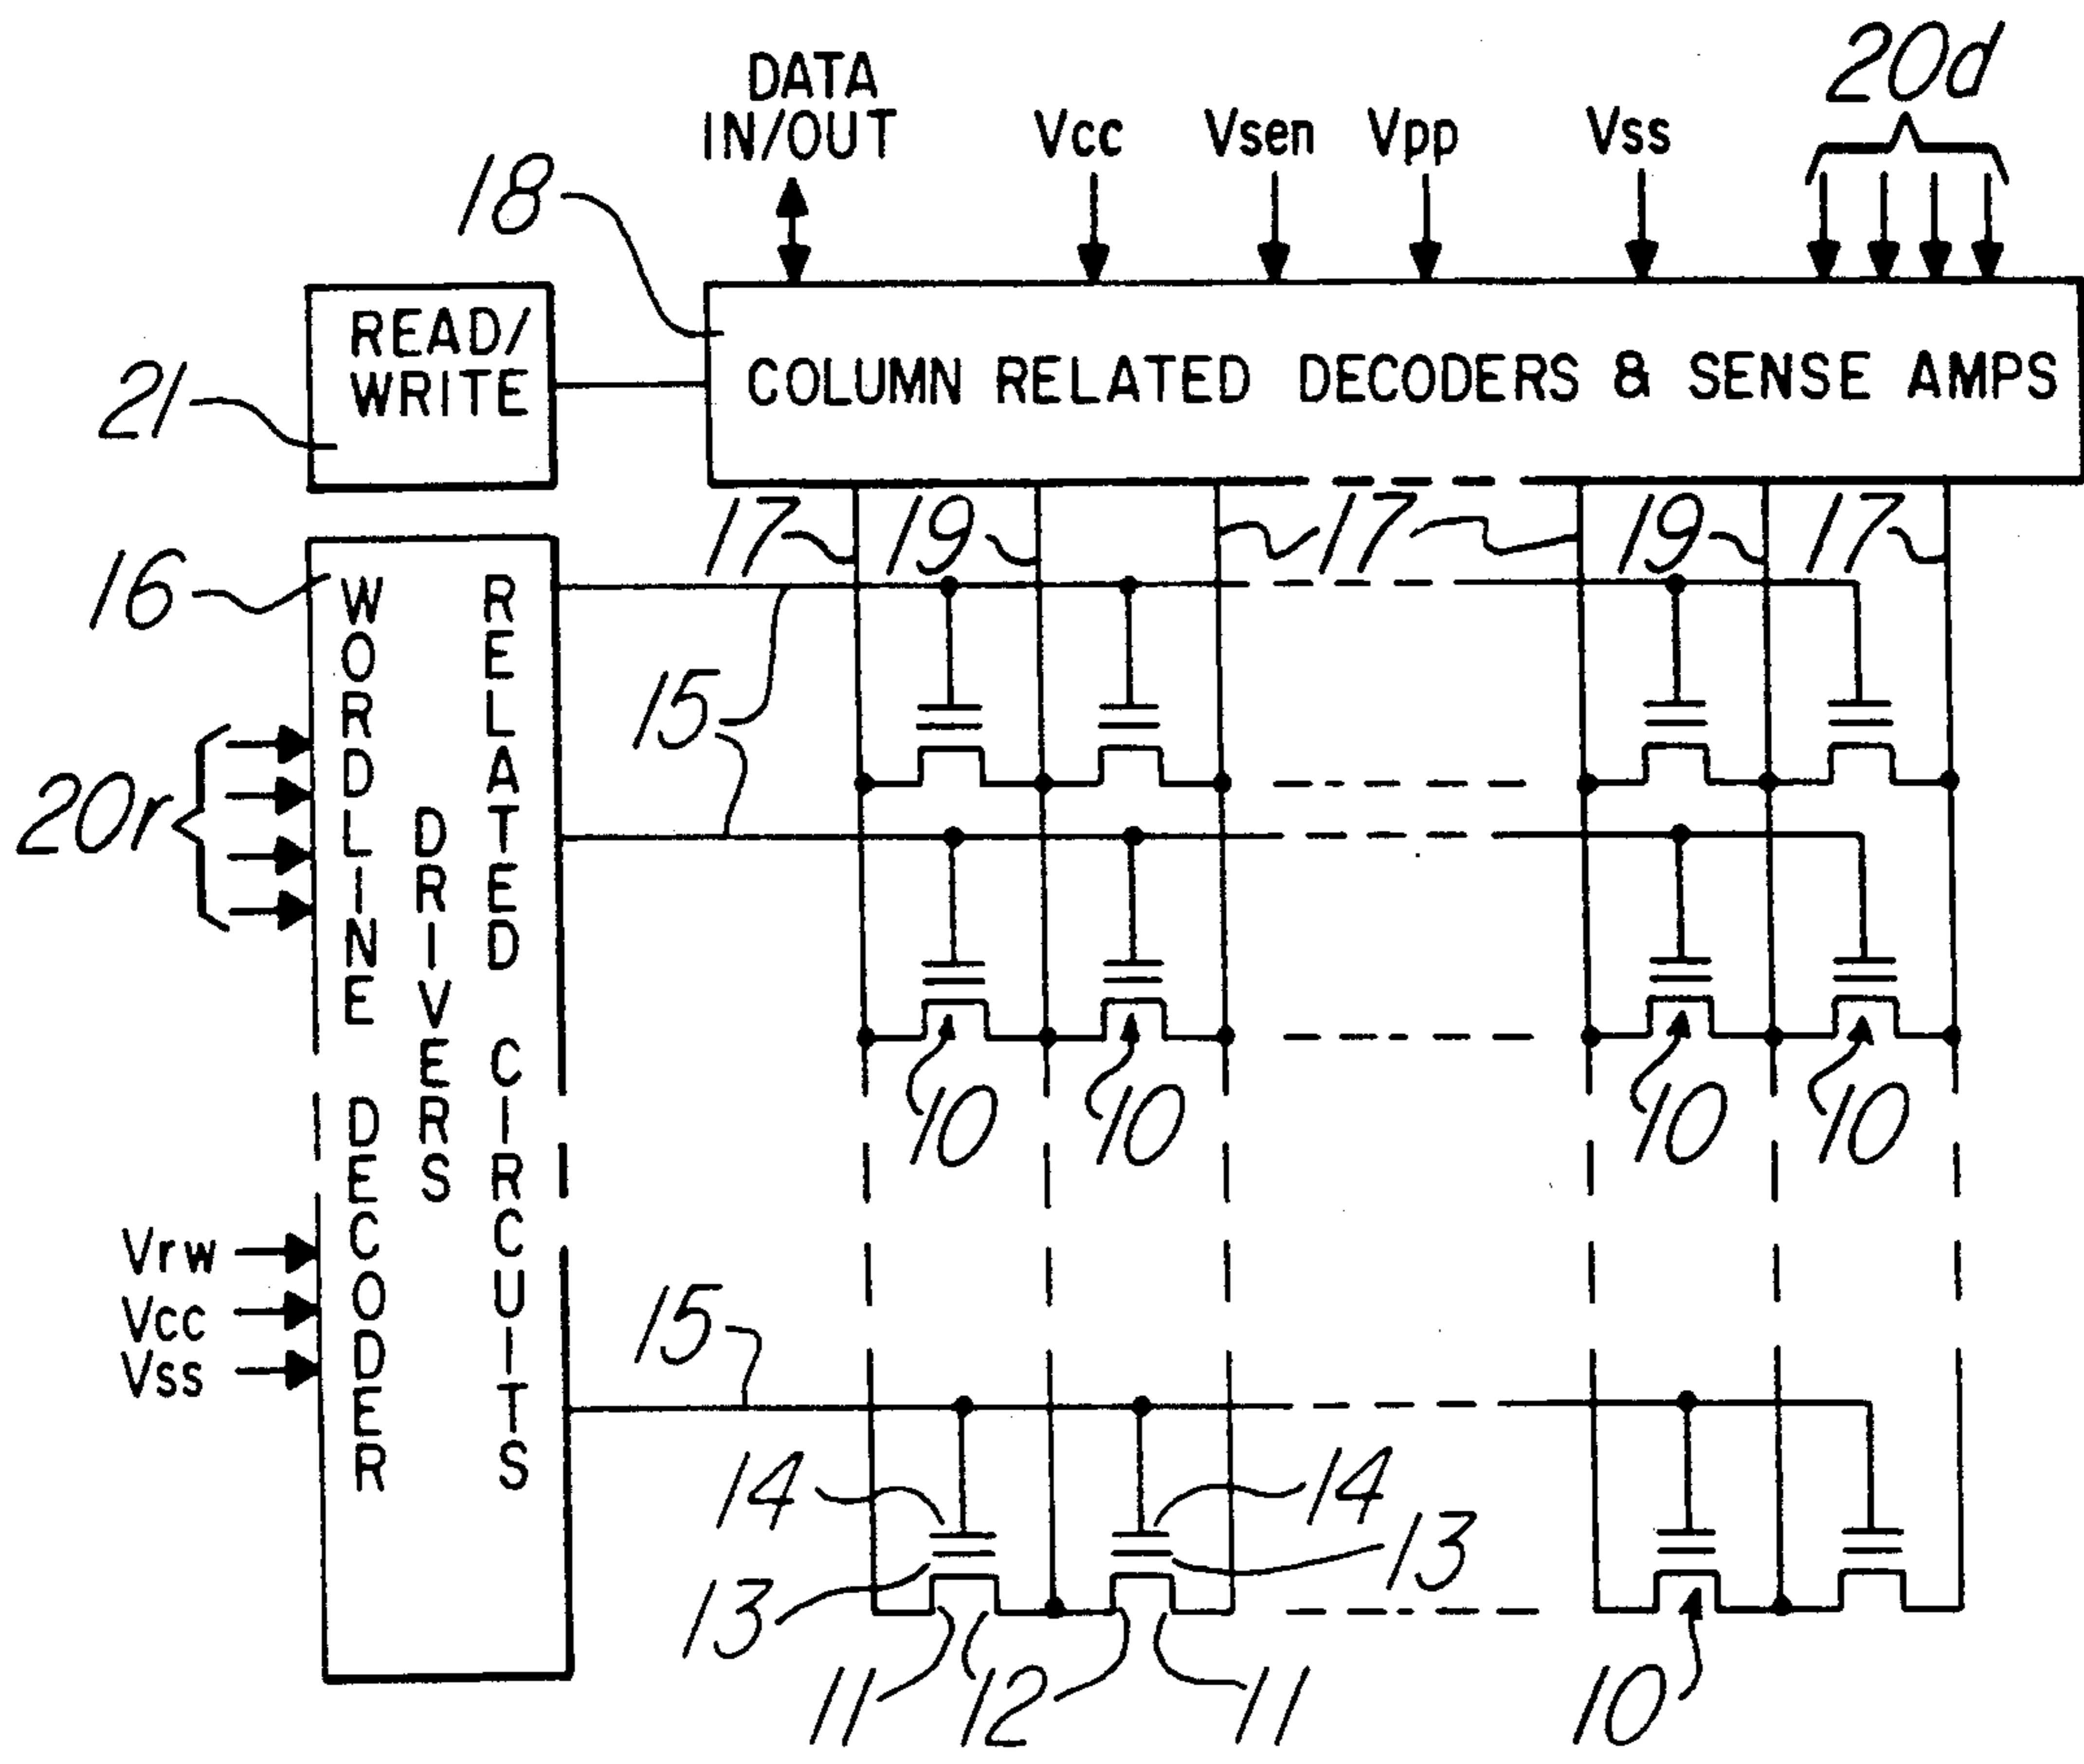 20d
DATA
IN/OUT
Vcc
Vsen
Vpp
Vss
18
READ/
WRITE
COLUMN RELATED DECODERS & SENSE AMPS
21
17
19
17
19
17
16
WORDLINE DECODER
DRIVERS
RELATED CIRCUITS
15
20r
10
10
10
10
Vrw
Vcc
Vss
15
14
14
13
13
11
12
11
10